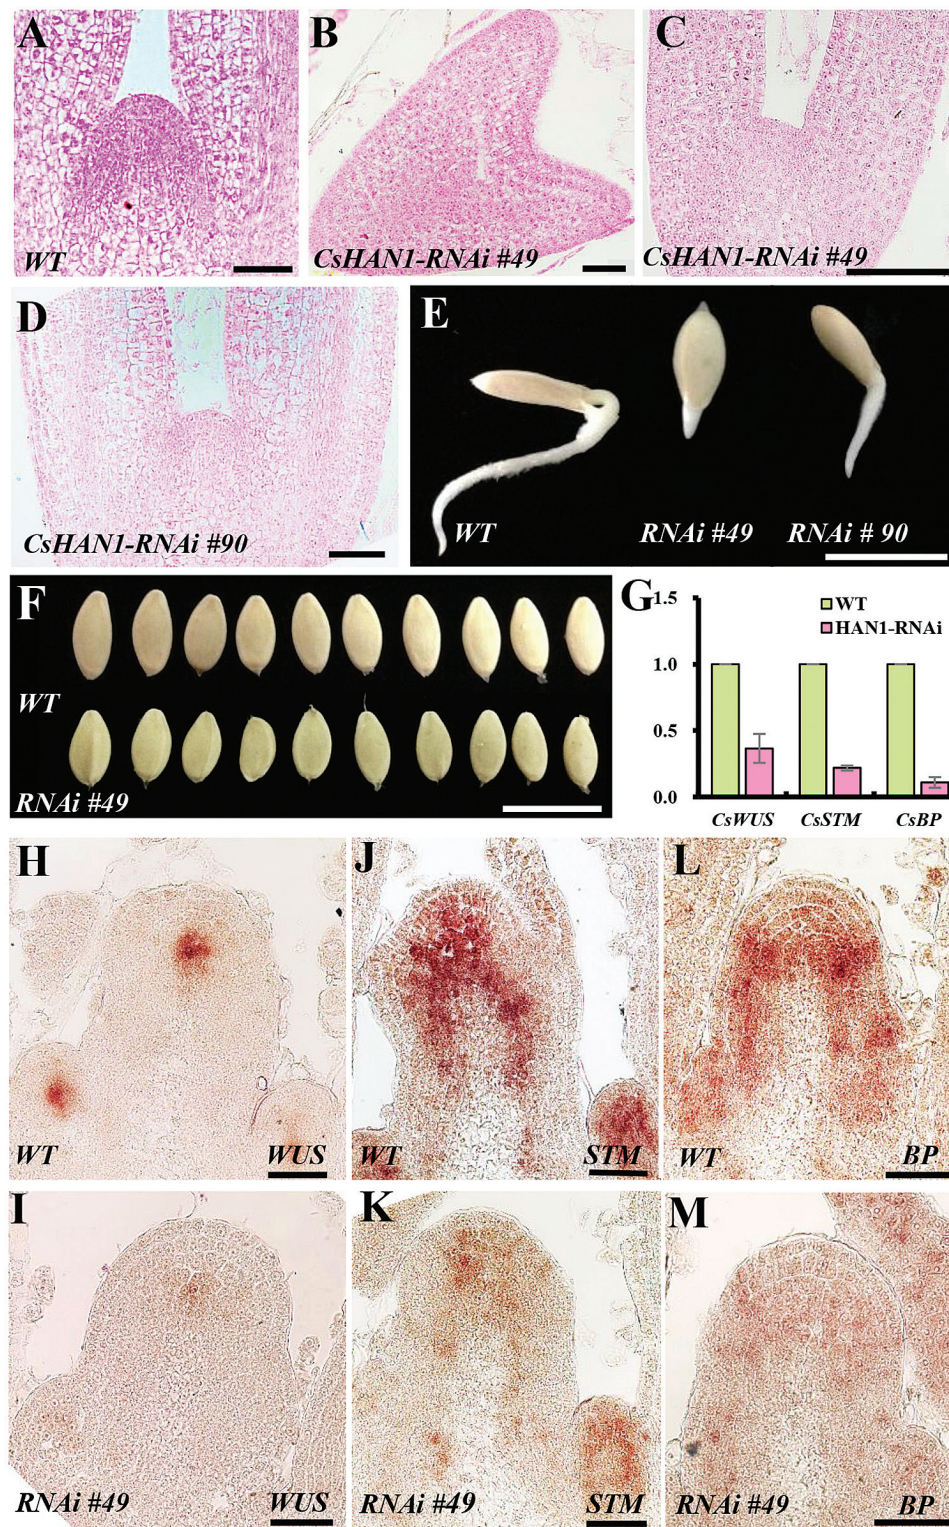 A
WT
B
CsHAN1-RNAi #49
C
CsHAN1-RNAi #49
D
CsHAN1-RNAi #90
E
WT
RNAi #49
RNAi # 90
F
WT
RNAi #49
G
1.5
1.0
0.5
0.0
WT
HAN1-RNAi
CsWUS
CsSTM
CsBP
H
WT
WUS
J
WT
STM
L
WT
BP
I
RNAi #49
WUS
K
RNAi #49
STM
M
RNAi #49
BP